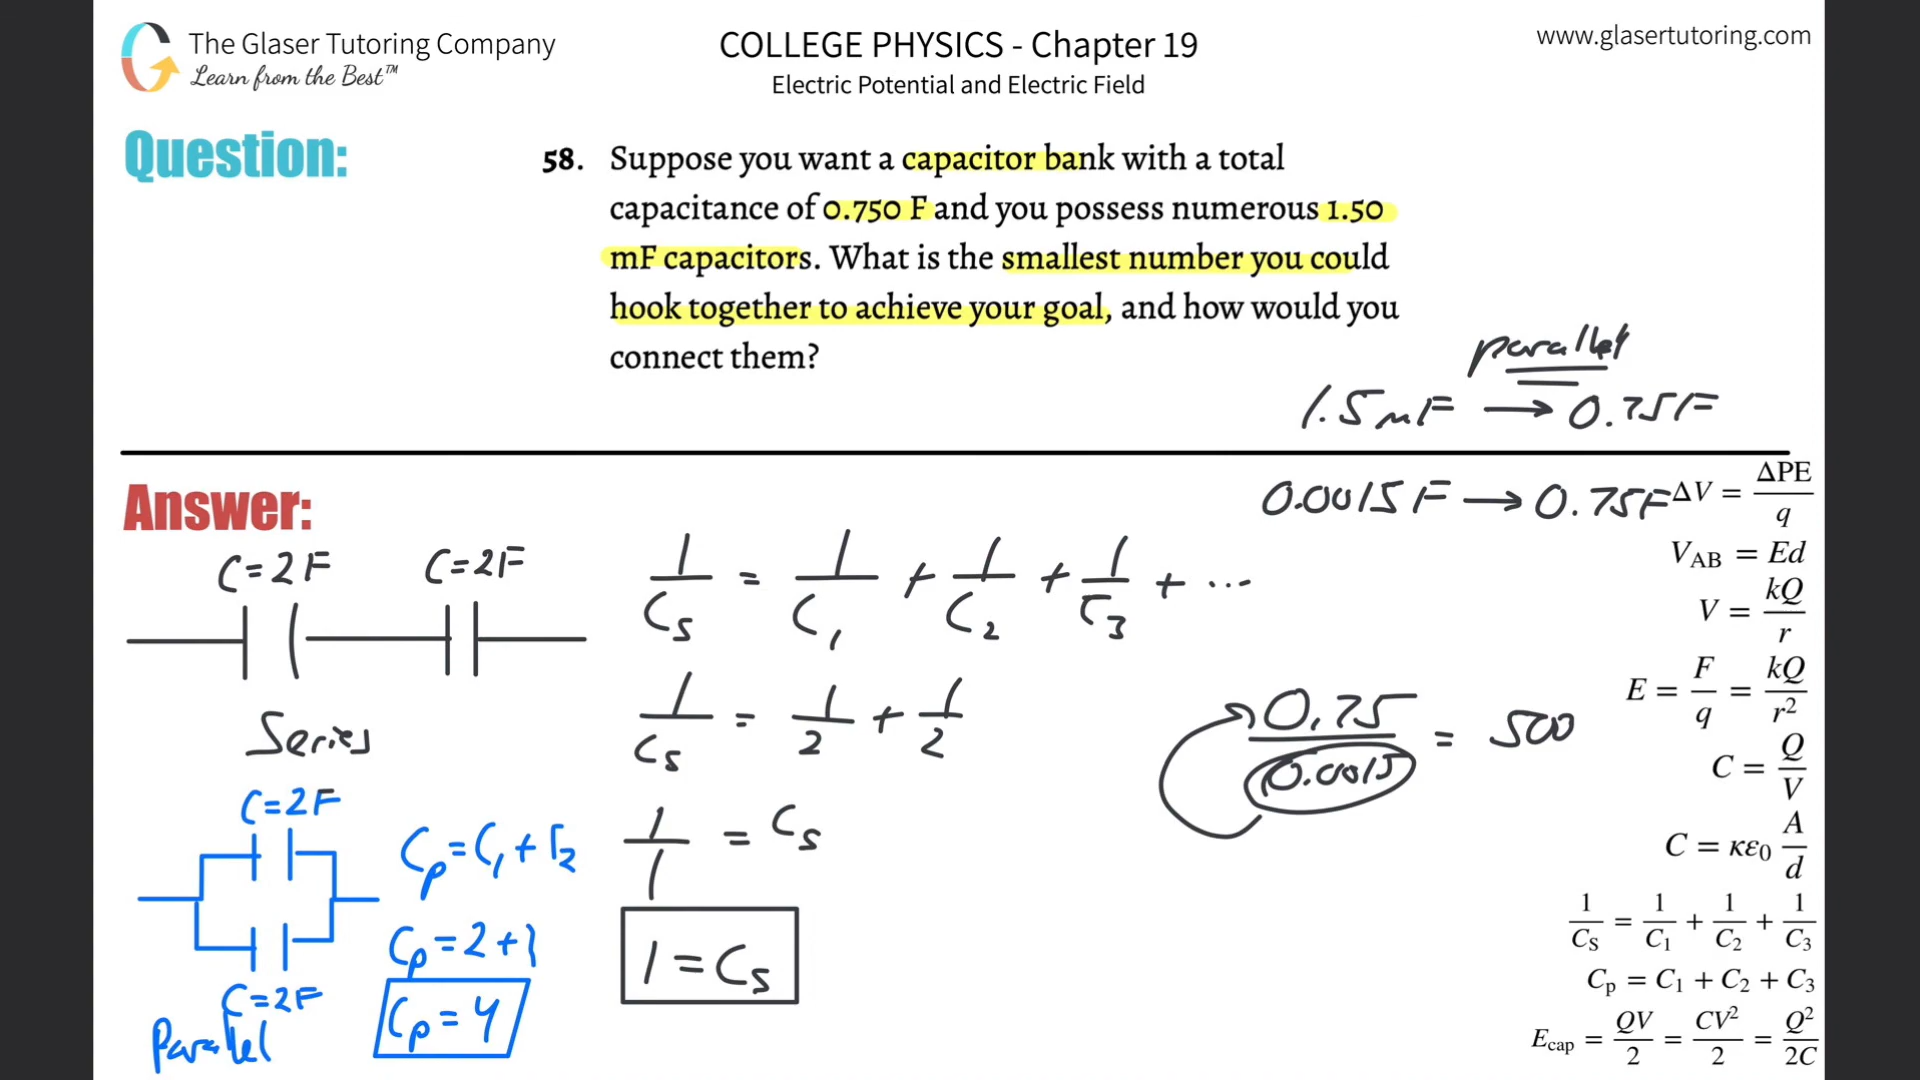 The Glaser Tutoring Company
Learn from the Best™
COLLEGE PHYSICS - Chapter 19
Electric Potential and Electric Field
www.glasertutoring.com
Question:
58. Suppose you want a capacitor bank with a total
capacitance of 0.750 F and you possess numerous 1.50
mF capacitors. What is the smallest number you could
hook together to achieve your goal, and how would you
connect them?
parallel
1.5mF → 0.75F
Answer:
0.0015F → 0.75F
C=2F C=2F
Series
1/Cs = 1/C1 + 1/C2 + 1/C3 + ...
1/Cs = 1/2 + 1/2
1/1 = Cs
1 = Cs
0.75/0.0015 = 500
C=2F
C=2F
Parallel
Cp = C1 + C2
Cp = 2 + 1
Cp = 4
ΔV = ΔPE/q
VAB = Ed
V = kQ/r
E = F/q = kQ/r²
C = Q/V
C = κε0 A/d
1/CS = 1/C1 + 1/C2 + 1/C3
Cp = C1 + C2 + C3
Ecap = QV/2 = CV²/2 = Q²/2C